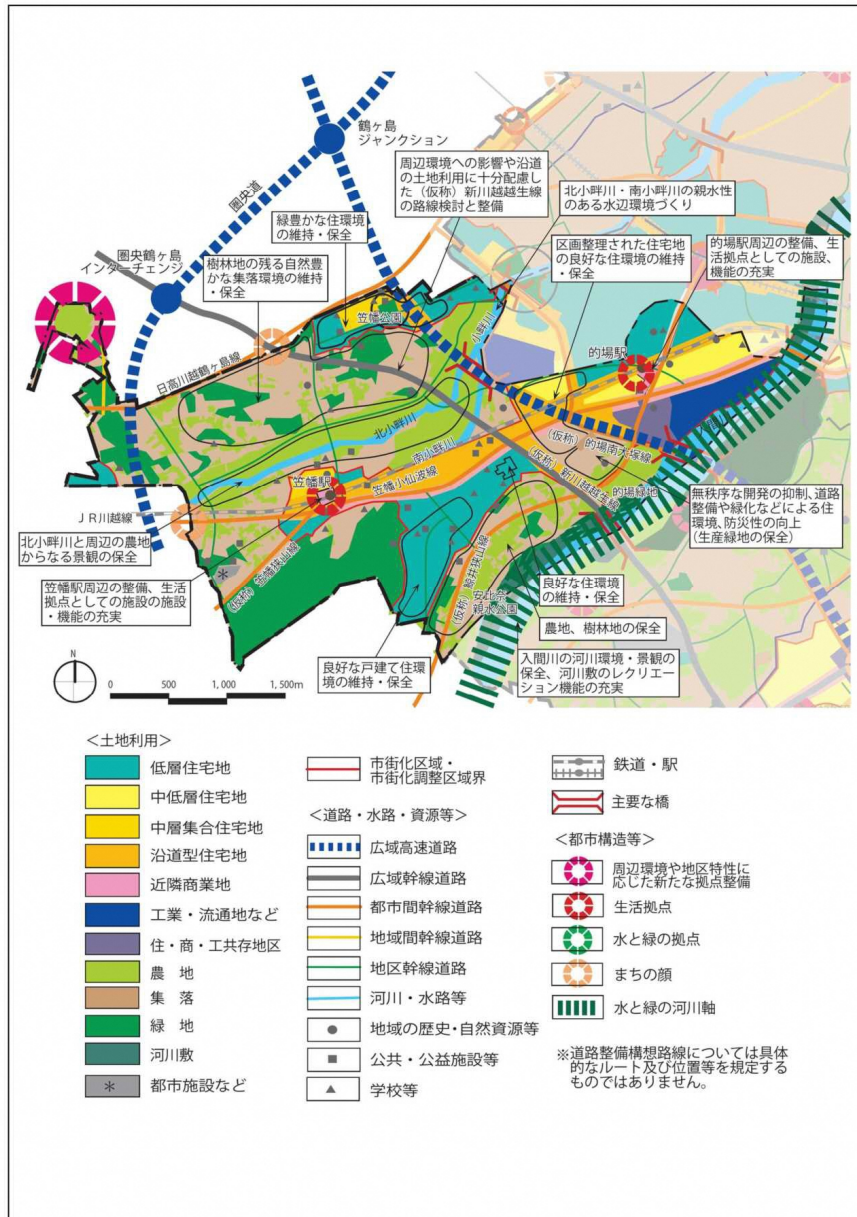 鶴ヶ島
ジャンクション
圏央道
周辺環境への影響や沿道
の土地利用に十分配慮し
た（仮称）新川越越生線
の路線検討と整備
北小畔川・南小畔川の親水性
のある水辺環境づくり
緑豊かな住環境
の維持・保全
圏央鶴ヶ島
インターチェンジ
樹林地の残る自然豊
かな集落環境の維持
・保全
区画整理された住宅地
の良好な住環境の維持
・保全
的場駅周辺の整備、生
活拠点としての施設、
機能の充実
笠幡公園
小畔川
的場駅
日高川越鶴ヶ島線
北小畔川
南小畔川
（仮称）的場南大塚線
（仮称）新川越越生線
笠幡駅
笠幡小仙波線
的場緑地
ＪＲ川越線
無秩序な開発の抑制、道路
整備や緑化などによる住
環境、防災性の向上
（生産緑地の保全）
北小畔川と周辺の農地
からなる景観の保全
（仮称）笠幡狭山線
（仮称）鯨井狭山線
笠幡駅周辺の整備、生活
拠点としての施設の施設
・機能の充実
安比奈
親水公園
良好な住環境
の維持・保全
農地、樹林地の保全
良好な戸建て住環
境の維持・保全
入間川の河川環境・景観の
保全、河川敷のレクリエー
ション機能の充実
N
0 500 1,000 1,500m
＜土地利用＞
低層住宅地
中低層住宅地
中層集合住宅地
沿道型住宅地
近隣商業地
工業・流通地など
住・商・工共存地区
農　地
集　落
緑　地
河川敷
＊
都市施設など
市街化区域・
市街化調整区域界
＜道路・水路・資源等＞
広域高速道路
広域幹線道路
都市間幹線道路
地域間幹線道路
地区幹線道路
河川・水路等
地域の歴史・自然資源等
公共・公益施設等
学校等
鉄道・駅
主要な橋
＜都市構造等＞
周辺環境や地区特性に
応じた新たな拠点整備
生活拠点
水と緑の拠点
まちの顔
水と緑の河川軸
※道路整備構想路線については具体
的なルート及び位置等を規定する
ものではありません。